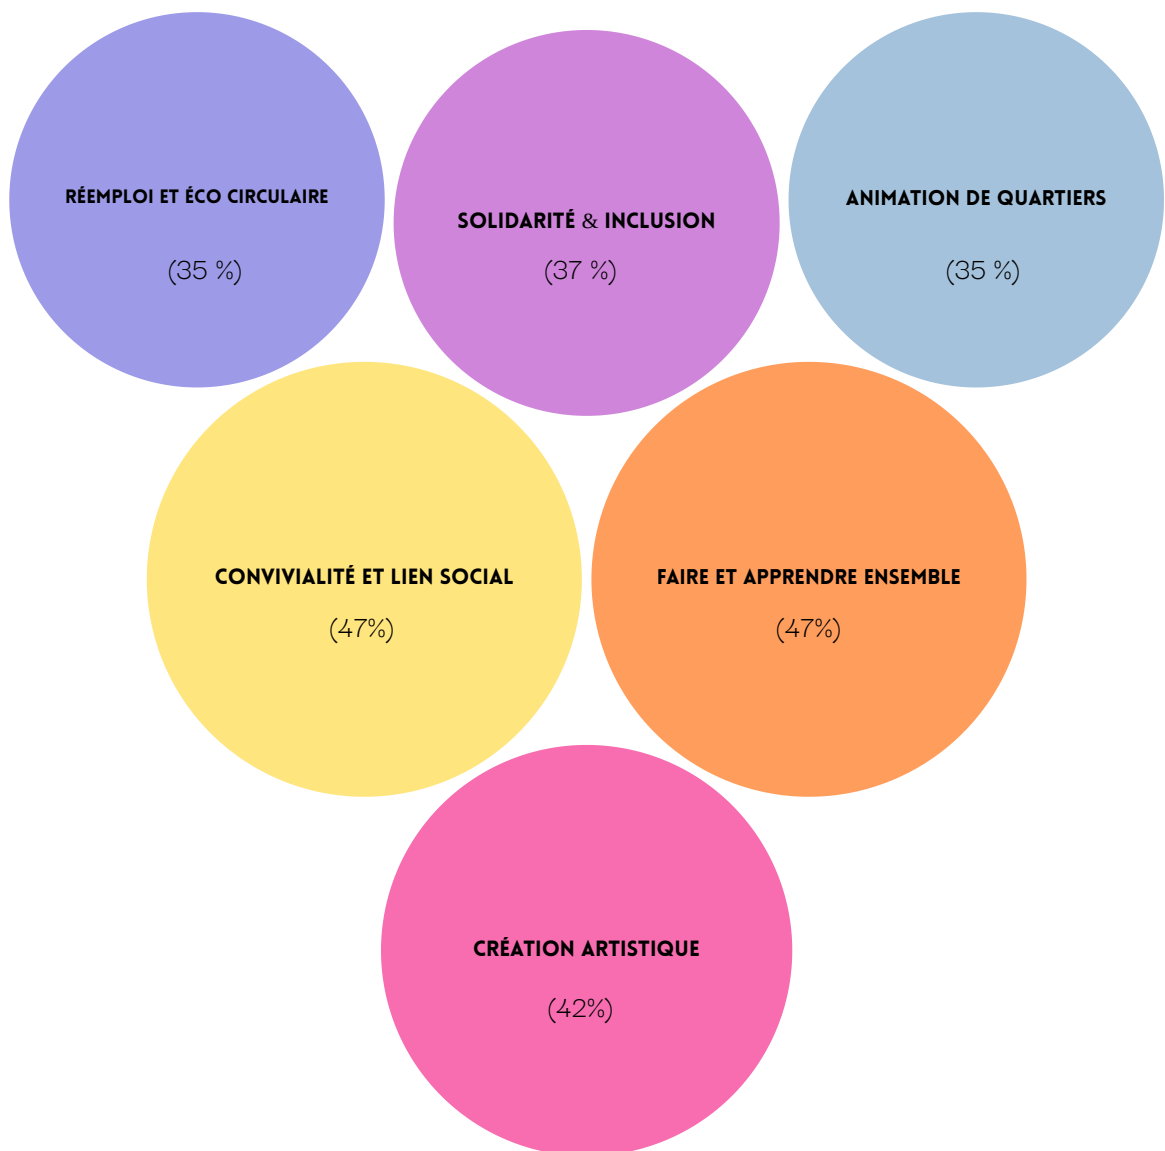 RÉEMPLOI ET ÉCO CIRCULAIRE
(35 %)
SOLIDARITÉ & INCLUSION
(37 %)
ANIMATION DE QUARTIERS
(35 %)
CONVIVIALITÉ ET LIEN SOCIAL
(47%)
FAIRE ET APPRENDRE ENSEMBLE
(47%)
CRÉATION ARTISTIQUE
(42%)